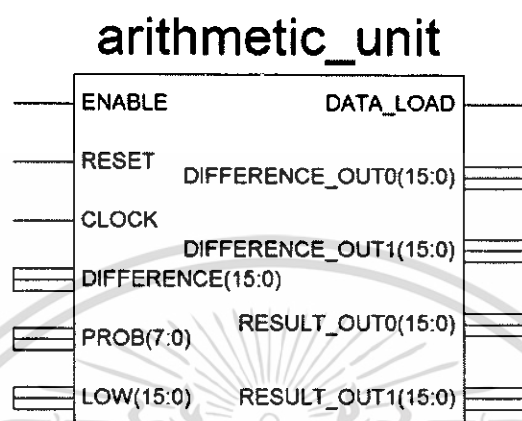 arithmetic_unit
ENABLE
DATA_LOAD
RESET
DIFFERENCE_OUT0(15:0)
CLOCK
DIFFERENCE_OUT1(15:0)
DIFFERENCE(15:0)
RESULT_OUT0(15:0)
PROB(7:0)
LOW(15:0)
RESULT_OUT1(15:0)